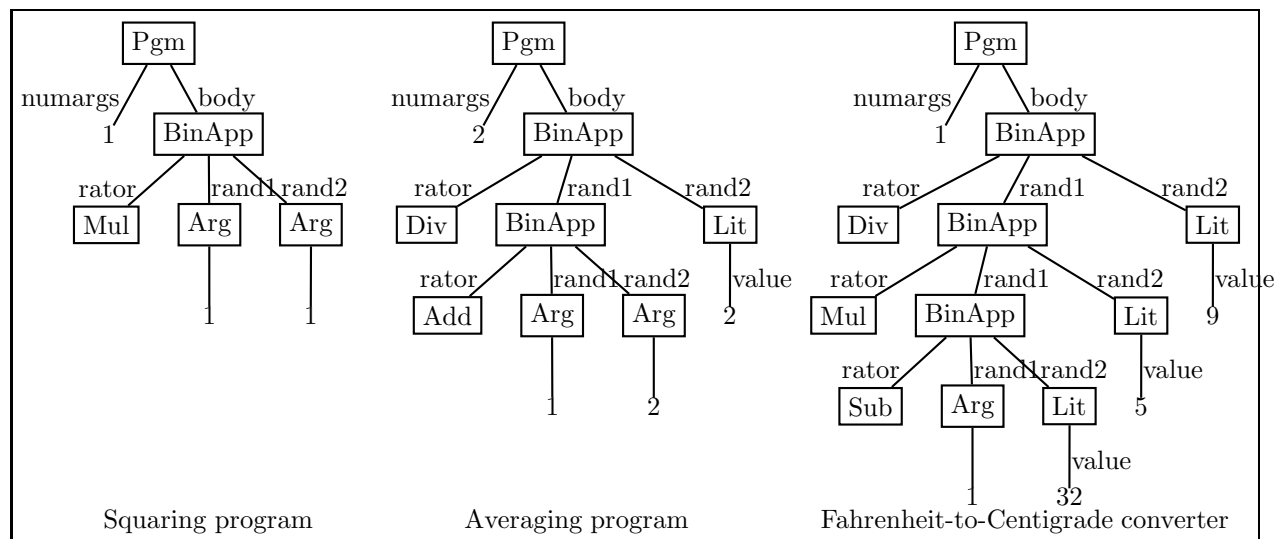 Pgm Pgm Pgm
numargs body numargs body numargs body
1 BinApp 2 BinApp 1 BinApp
rator rand1 rand2 rator rand1 rand2 rator rand1 rand2
Mul Arg Arg Div BinApp Lit Div BinApp Lit
rator rand1 rand2 value rator rand1 rand2 value
1 1 Add Arg Arg 2 Mul BinApp Lit 9
rator rand1 rand2 value
1 2 Sub Arg Lit 5
value
1 32
Squaring program Averaging program Fahrenheit-to-Centigrade converter